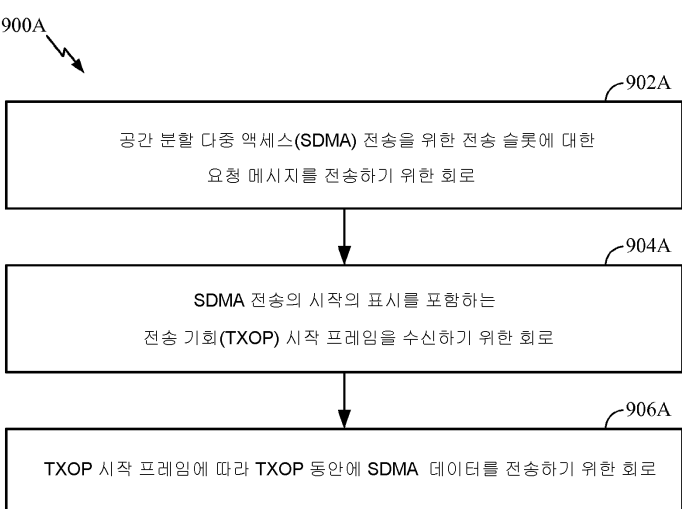 900A
902A
공간 분할 다중 액세스(SDMA) 전송을 위한 전송 슬롯에 대한
요청 메시지를 전송하기 위한 회로
904A
SDMA 전송의 시작의 표시를 포함하는
전송 기회(TXOP) 시작 프레임을 수신하기 위한 회로
906A
TXOP 시작 프레임에 따라 TXOP 동안에 SDMA 데이터를 전송하기 위한 회로